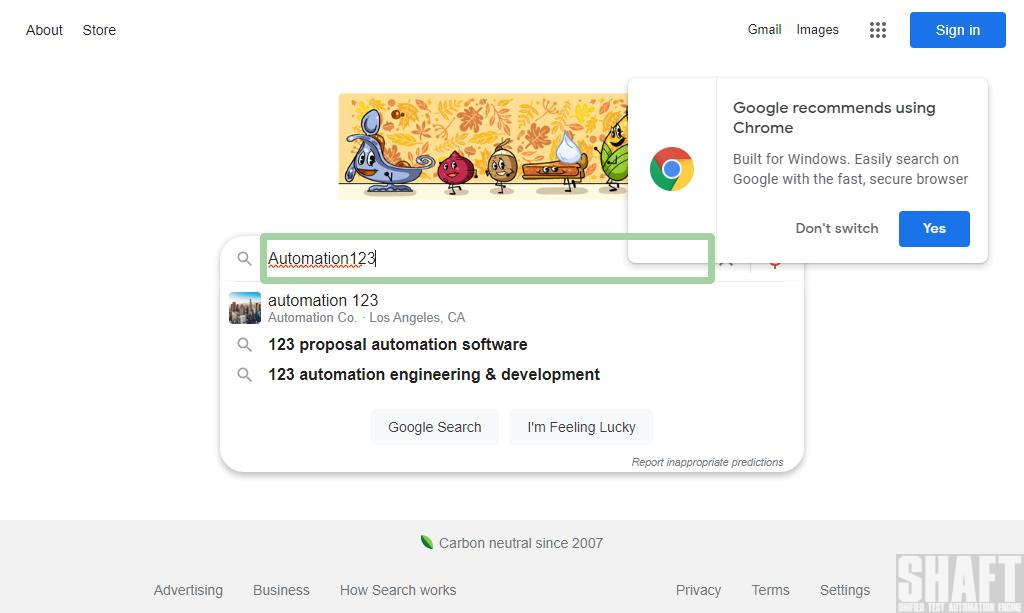 About Store
Gmail Images
Sign in
Google recommends using
Chrome
Built for Windows. Easily search on
Google with the fast, secure browser
Don't switch
Yes
Automation123
automation 123
Automation Co. · Los Angeles, CA
123 proposal automation software
123 automation engineering & development
Google Search
I'm Feeling Lucky
Report inappropriate predictions
Carbon neutral since 2007
Advertising Business How Search works
Privacy Terms Settings
SHAFT
UNIFIED TEST AUTOMATION ENGINE